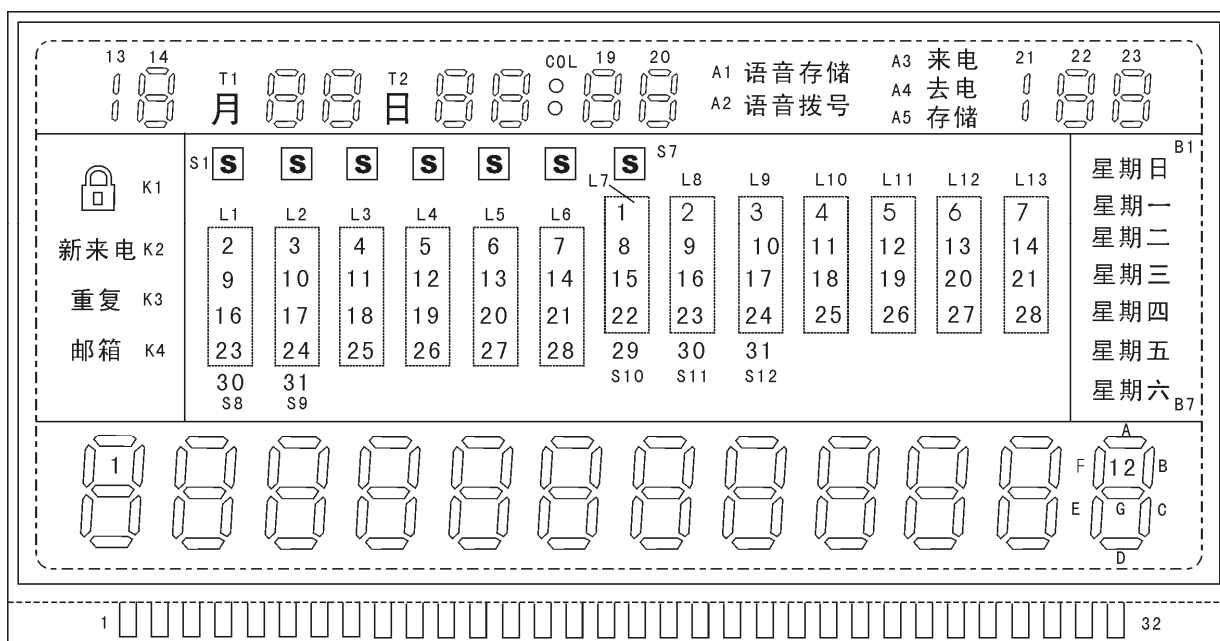 13 14 COL 19 20 A3 来电 21 22 23
T1 T2 A1 语音存储 A4 去电
月 日 A2 语音拨号 A5 存储
S1 S S S S S S S S7 B1
K1 L7 L8 L9 L10 L11 L12 L13 星期日
1 2 3 4 5 6 7 星期一
L1 L2 L3 L4 L5 L6
新来电 K2 2 3 4 5 6 7 8 9 10 11 12 13 14 星期二
9 10 11 12 13 14 15 16 17 18 19 20 21 星期三
重复 K3
16 17 18 19 20 21 22 23 24 25 26 27 28 星期四
邮箱 K4 23 24 25 26 27 28 29 30 31 星期五
30 31 S10 S11 S12 星期六
S8 S9 B7
A
1 F 12 B
E G C
D
1 32